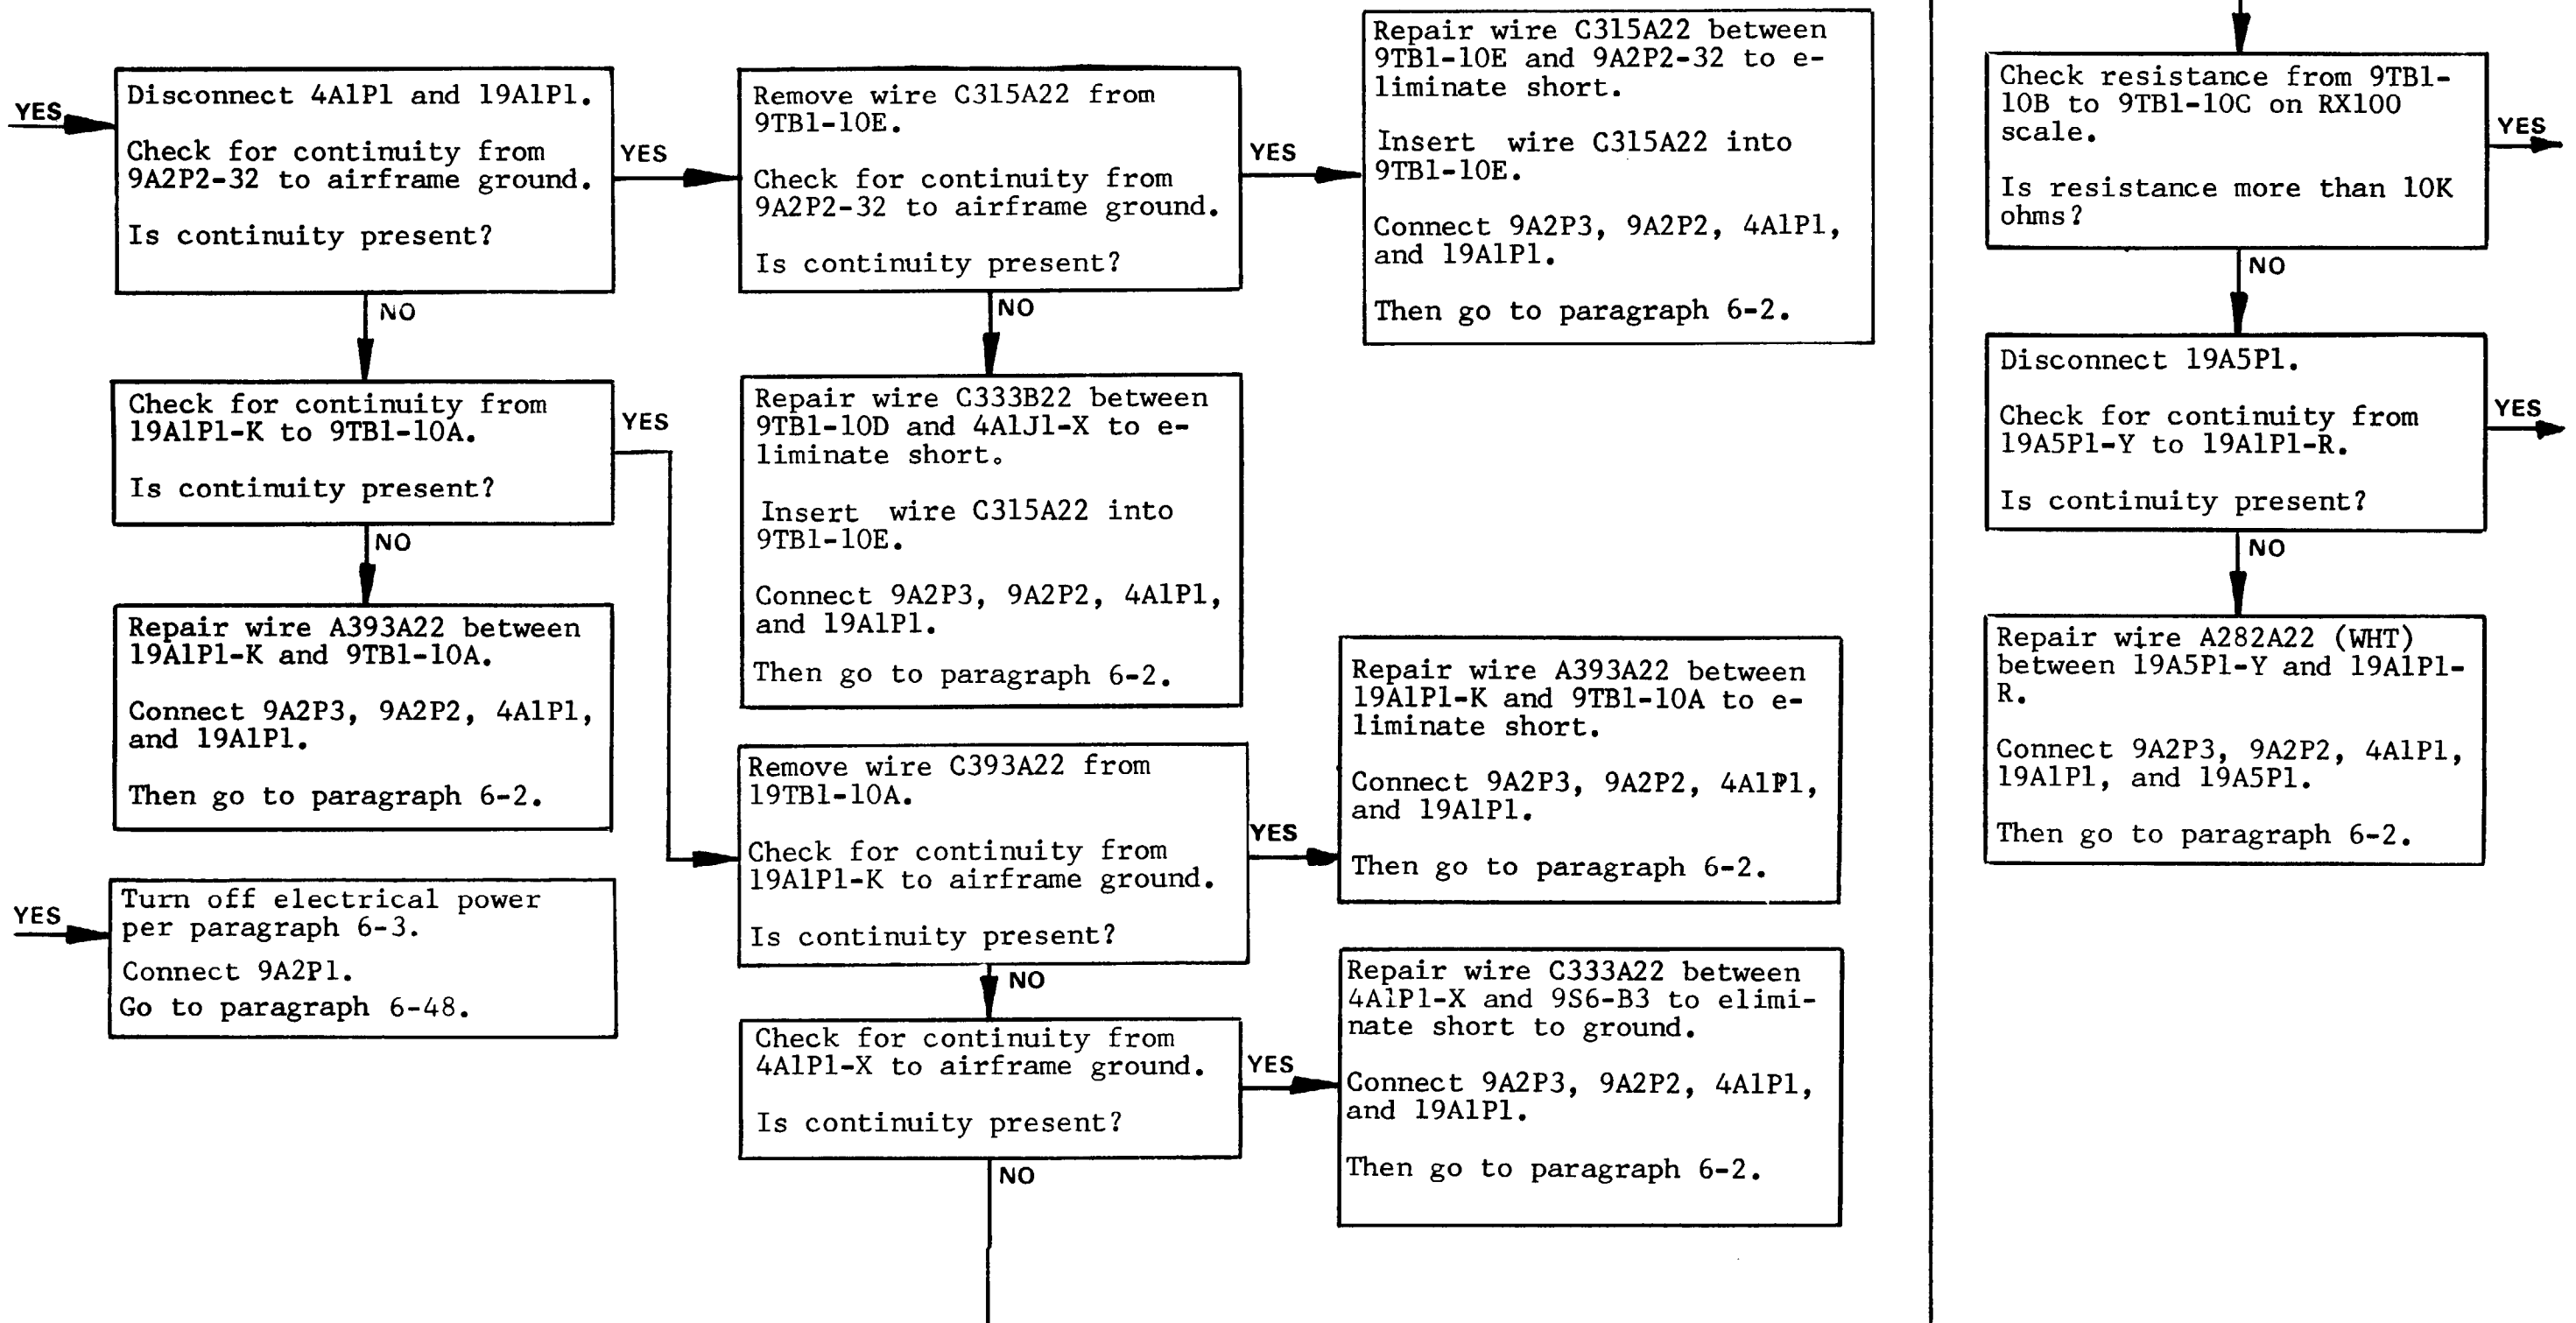 YES
Disconnect 4A1P1 and 19A1P1.
Check for continuity from
9A2P2-32 to airframe ground.
Is continuity present?
YES
NO
Remove wire C315A22 from
9TB1-10E.
Check for continuity from
9A2P2-32 to airframe ground.
Is continuity present?
YES
NO
Repair wire C315A22 between
9TB1-10E and 9A2P2-32 to e-
liminate short.
Insert wire C315A22 into
9TB1-10E.
Connect 9A2P3, 9A2P2, 4A1P1,
and 19A1P1.
Then go to paragraph 6-2.
Check for continuity from
19A1P1-K to 9TB1-10A.
Is continuity present?
YES
NO
Repair wire C333B22 between
9TB1-10D and 4A1J1-X to e-
liminate short.
Insert wire C315A22 into
9TB1-10E.
Connect 9A2P3, 9A2P2, 4A1P1,
and 19A1P1.
Then go to paragraph 6-2.
Repair wire A393A22 between
19A1P1-K and 9TB1-10A.
Connect 9A2P3, 9A2P2, 4A1P1,
and 19A1P1.
Then go to paragraph 6-2.
Remove wire C393A22 from
19TB1-10A.
Check for continuity from
19A1P1-K to airframe ground.
Is continuity present?
YES
NO
Repair wire A393A22 between
19A1P1-K and 9TB1-10A to e-
liminate short.
Connect 9A2P3, 9A2P2, 4A1P1,
and 19A1P1.
Then go to paragraph 6-2.
YES
Turn off electrical power
per paragraph 6-3.
Connect 9A2P1.
Go to paragraph 6-48.
Check for continuity from
4A1P1-X to airframe ground.
Is continuity present?
YES
NO
Repair wire C333A22 between
4A1P1-X and 9S6-B3 to elimi-
nate short to ground.
Connect 9A2P3, 9A2P2, 4A1P1,
and 19A1P1.
Then go to paragraph 6-2.
Check resistance from 9TB1-
10B to 9TB1-10C on RX100
scale.
Is resistance more than 10K
ohms?
YES
NO
Disconnect 19A5P1.
Check for continuity from
19A5P1-Y to 19A1P1-R.
Is continuity present?
YES
NO
Repair wire A282A22 (WHT)
between 19A5P1-Y and 19A1P1-
R.
Connect 9A2P3, 9A2P2, 4A1P1,
19A1P1, and 19A5P1.
Then go to paragraph 6-2.